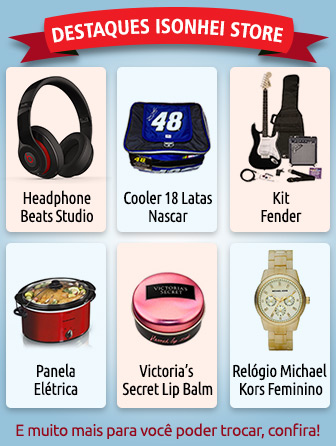 DESTAQUES ISONHEI STORE
48
Headphone
Beats Studio
Cooler 18 Latas
Nascar
Kit
Fender
VICTORIA'S
SECRET
Panela
Elétrica
Victoria's
Secret Lip Balm
Relógio Michael
Kors Feminino
E muito mais para você poder trocar, confira!